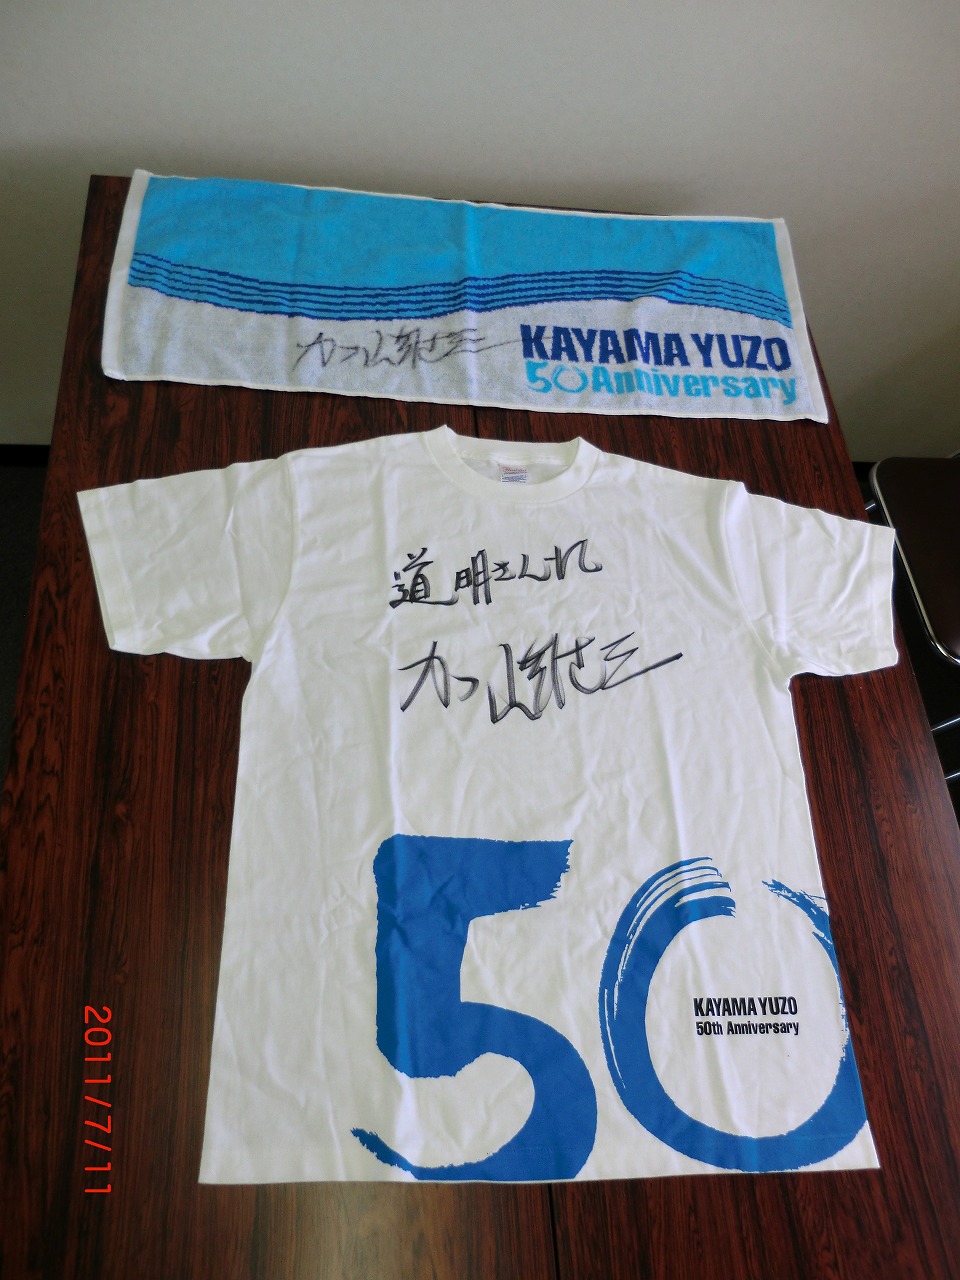 加山雄三
KAYAMA YUZO
50 Anniversary
道明さん江
加山雄三
50
KAYAMA YUZO
50th Anniversary
2011/7/11